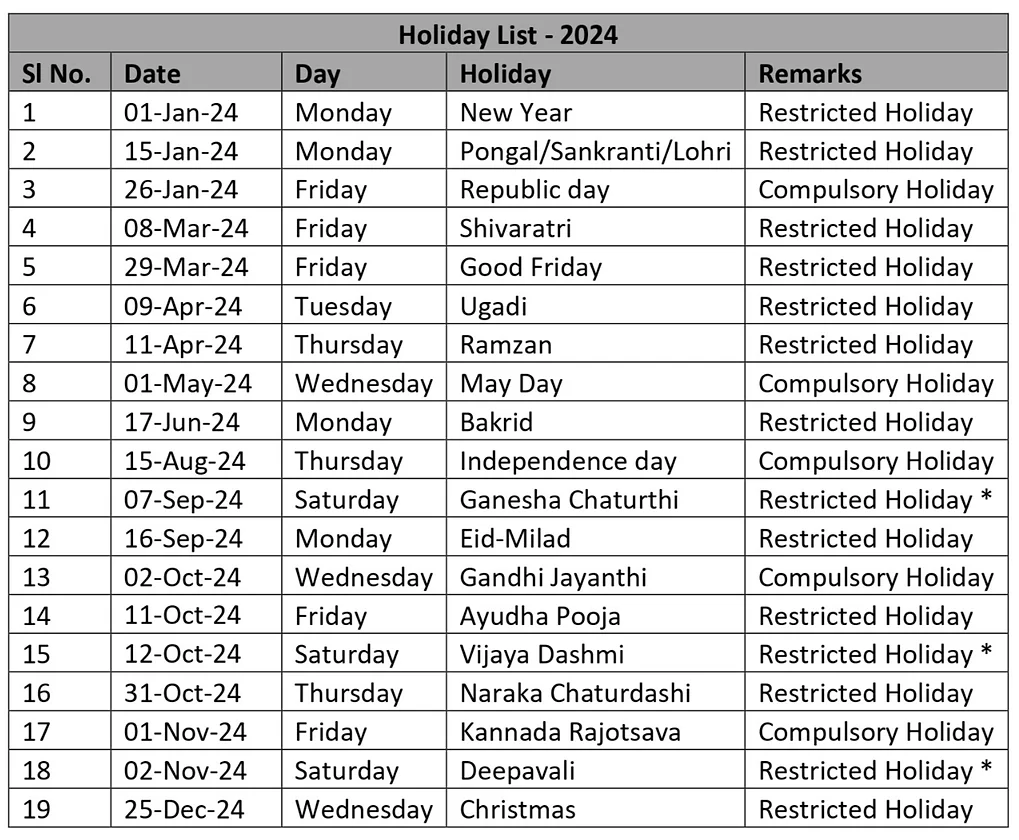 Holiday List - 2024
Sl No. Date Day Holiday Remarks
1 01-Jan-24 Monday New Year Restricted Holiday
2 15-Jan-24 Monday Pongal/Sankranti/Lohri Restricted Holiday
3 26-Jan-24 Friday Republic day Compulsory Holiday
4 08-Mar-24 Friday Shivaratri Restricted Holiday
5 29-Mar-24 Friday Good Friday Restricted Holiday
6 09-Apr-24 Tuesday Ugadi Restricted Holiday
7 11-Apr-24 Thursday Ramzan Restricted Holiday
8 01-May-24 Wednesday May Day Compulsory Holiday
9 17-Jun-24 Monday Bakrid Restricted Holiday
10 15-Aug-24 Thursday Independence day Compulsory Holiday
11 07-Sep-24 Saturday Ganesha Chaturthi Restricted Holiday *
12 16-Sep-24 Monday Eid-Milad Restricted Holiday
13 02-Oct-24 Wednesday Gandhi Jayanthi Compulsory Holiday
14 11-Oct-24 Friday Ayudha Pooja Restricted Holiday
15 12-Oct-24 Saturday Vijaya Dashmi Restricted Holiday *
16 31-Oct-24 Thursday Naraka Chaturdashi Restricted Holiday
17 01-Nov-24 Friday Kannada Rajotsava Compulsory Holiday
18 02-Nov-24 Saturday Deepavali Restricted Holiday *
19 25-Dec-24 Wednesday Christmas Restricted Holiday